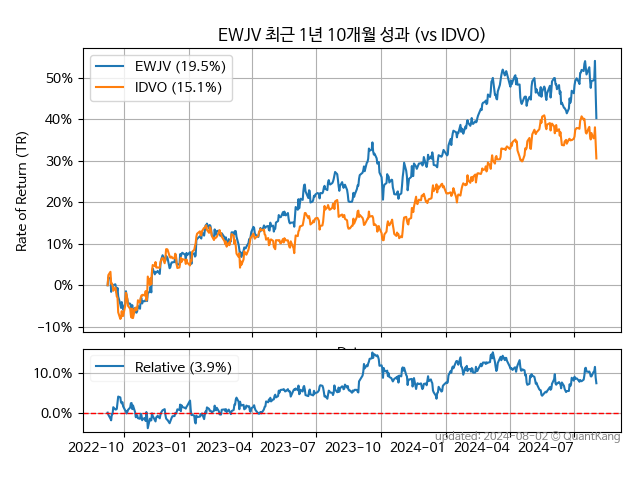 EWJV 최근 1년 10개월 성과 (vs IDVO)
EWJV (19.5%)
IDVO (15.1%)
Rate of Return (TR)
50%
40%
30%
20%
10%
0%
−10%
Relative (3.9%)
10.0%
0.0%
2022-10 2023-01 2023-04 2023-07 2023-10 2024-01 2024-04 2024-07
updated: 2024-08-02 © QuantKang